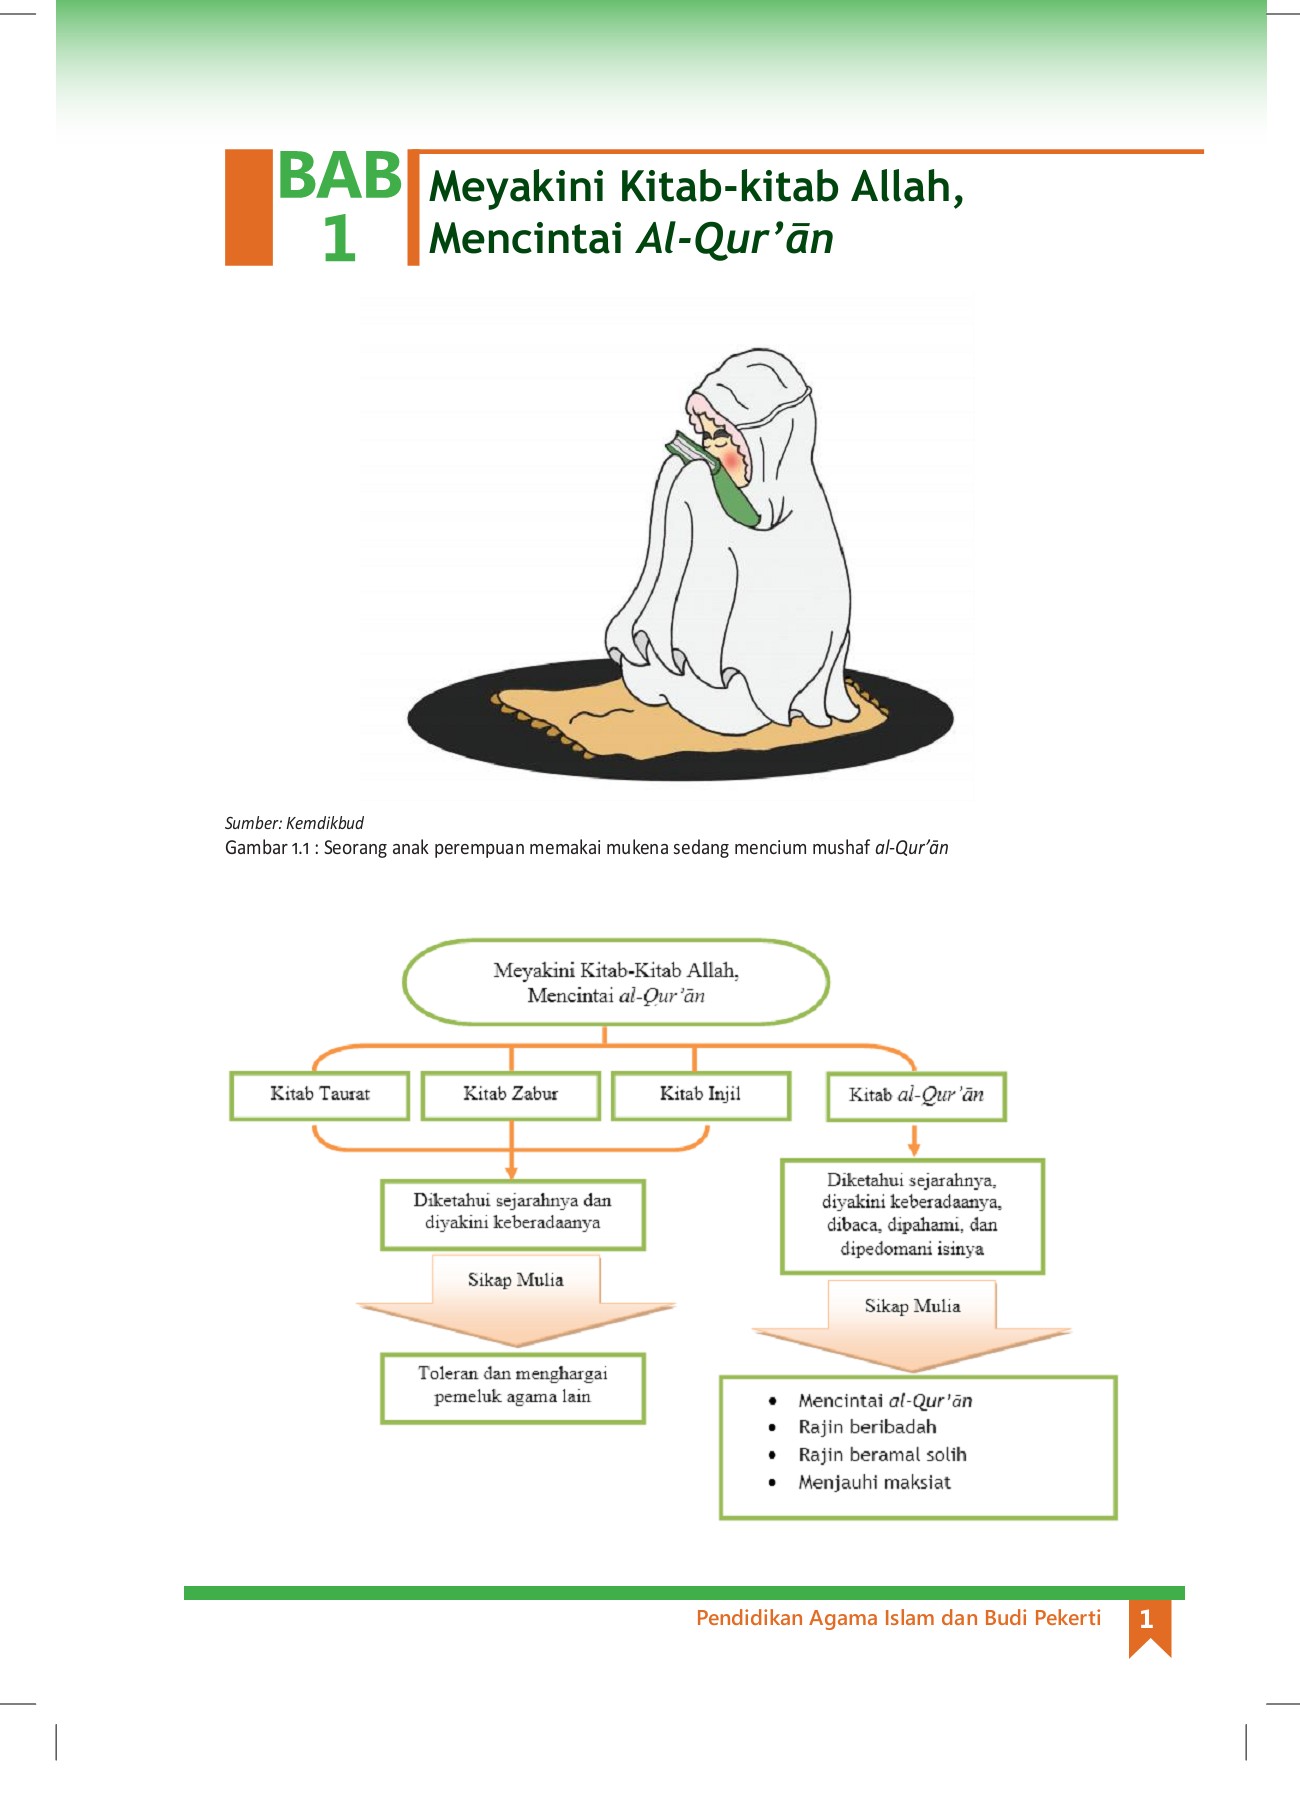 BAB
1
Meyakini Kitab-kitab Allah,
Mencintai Al-Qur’ān
Sumber: Kemdikbud
Gambar 1.1 : Seorang anak perempuan memakai mukena sedang mencium mushaf al-Qur’ān
Meyakini Kitab-Kitab Allah,
Mencintai al-Qur’ān
Kitab Taurat
Kitab Zabur
Kitab Injil
Kitab al-Qur’ān
Diketahui sejarahnya dan
diyakini keberadaanya
Sikap Mulia
Toleran dan menghargai
pemeluk agama lain
Diketahui sejarahnya,
diyakini keberadaanya,
dibaca, dipahami, dan
dipedomani isinya
Sikap Mulia
• Mencintai al-Qur’ān
• Rajin beribadah
• Rajin beramal solih
• Menjauhi maksiat
Pendidikan Agama Islam dan Budi Pekerti
1